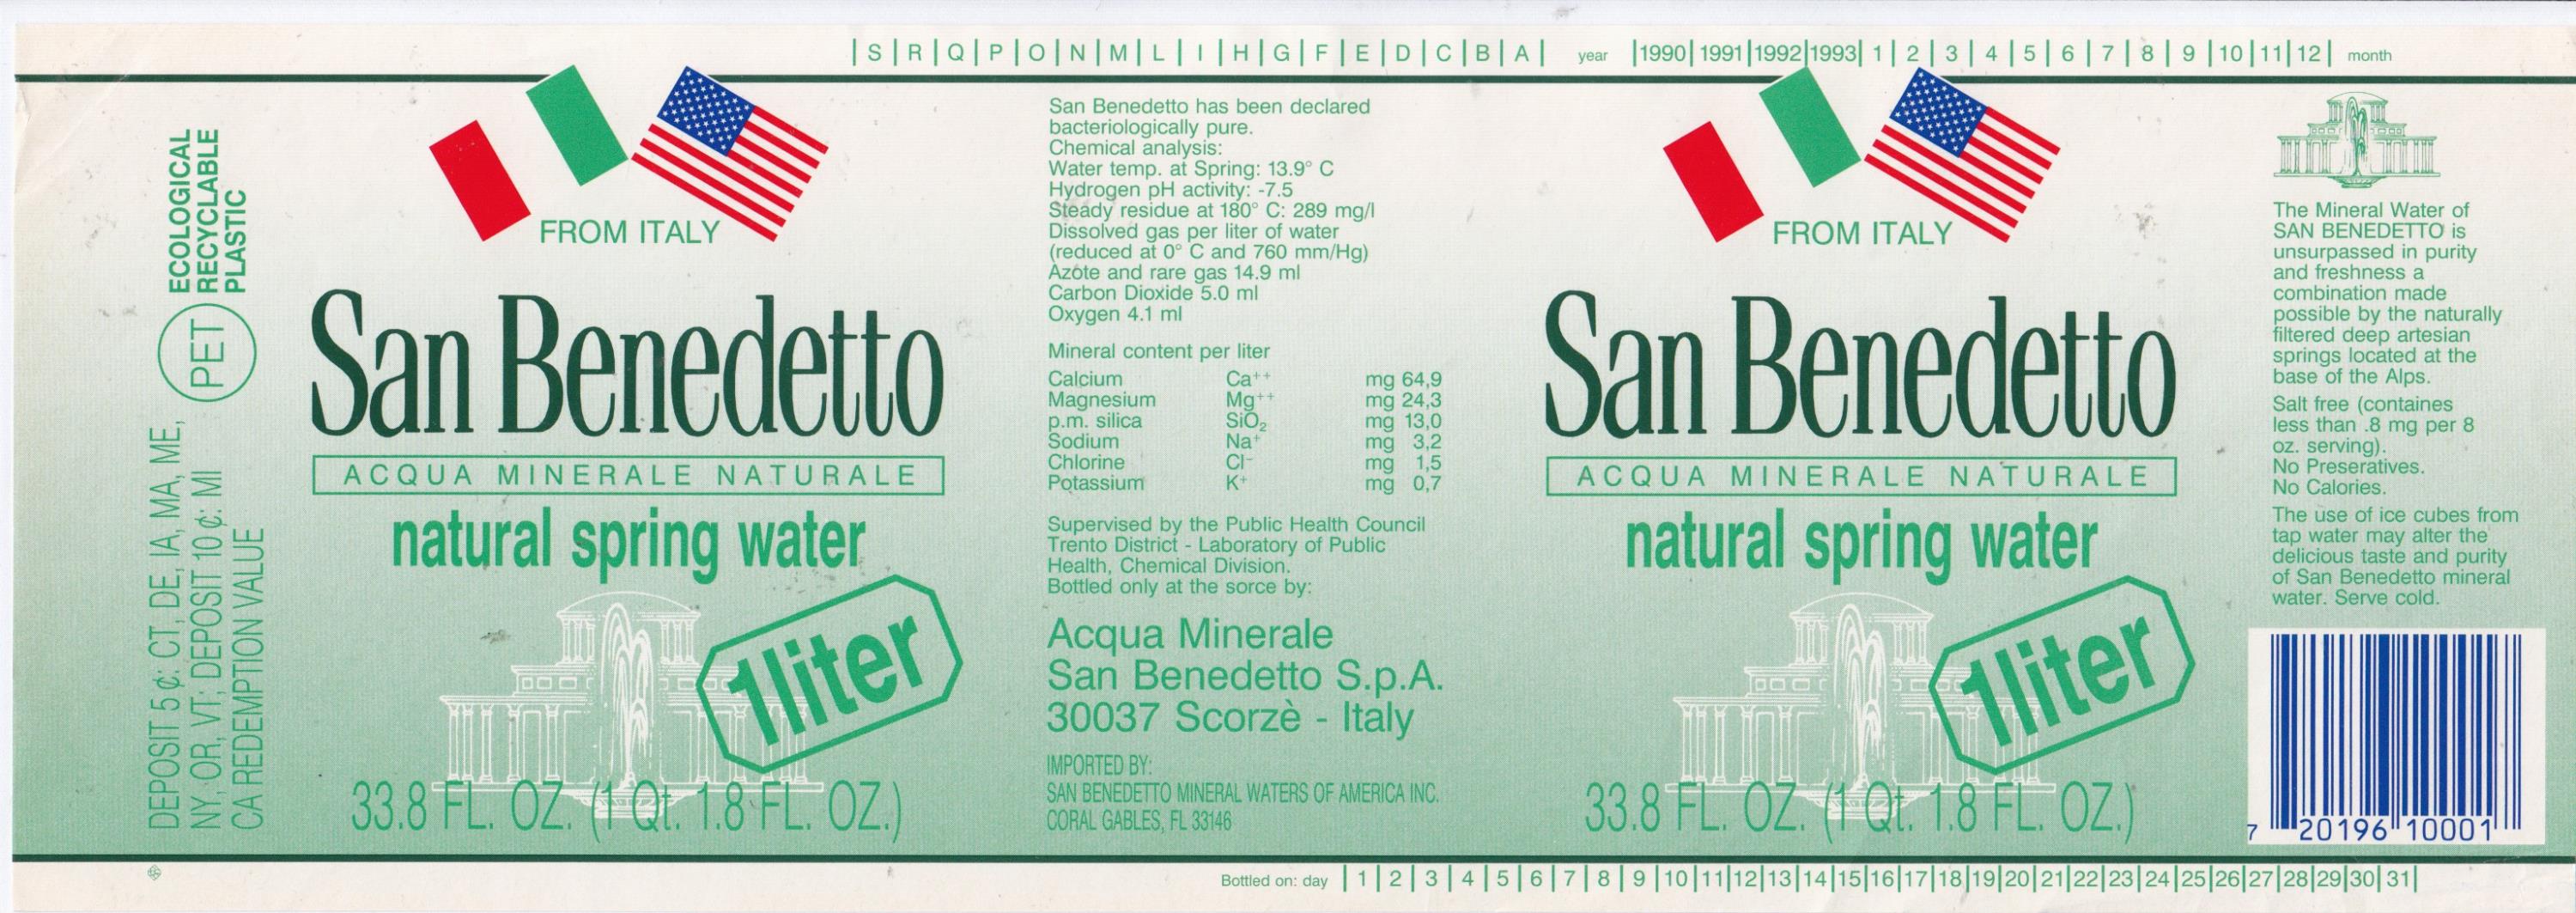 | S | R | Q | P | O | N | M | L | I | H | G | F | E | D | C | B | A | year | 1990 | 1991 | 1992 | 1993 | 1 | 2 | 3 | 4 | 5 | 6 | 7 | 8 | 9 | 10 | 11 | 12 | month
ECOLOGICAL
RECYCLABLE
PLASTIC
PET
DEPOSIT 5 ¢: CT, DE, IA, MA, ME,
NY, OR, VT; DEPOSIT 10 ¢: MI
CA REDEMPTION VALUE
FROM ITALY
San Benedetto
ACQUA MINERALE NATURALE
natural spring water
1 liter
33.8 FL. OZ. (1 Qt. 1.8 FL. OZ.)
San Benedetto has been declared
bacteriologically pure.
Chemical analysis:
Water temp. at Spring: 13.9° C
Hydrogen pH activity: -7.5
Steady residue at 180° C: 289 mg/l
Dissolved gas per liter of water
(reduced at 0° C and 760 mm/Hg)
Azote and rare gas 14.9 ml
Carbon Dioxide 5.0 ml
Oxygen 4.1 ml
Mineral content per liter
Calcium Ca++ mg 64,9
Magnesium Mg++ mg 24,3
p.m. silica SiO₂ mg 13,0
Sodium Na+ mg 3,2
Chlorine Cl− mg 1,5
Potassium K+ mg 0,7
Supervised by the Public Health Council
Trento District - Laboratory of Public
Health, Chemical Division.
Bottled only at the sorce by:
Acqua Minerale
San Benedetto S.p.A.
30037 Scorzè - Italy
IMPORTED BY:
SAN BENEDETTO MINERAL WATERS OF AMERICA INC.
CORAL GABLES, FL 33146
FROM ITALY
San Benedetto
ACQUA MINERALE NATURALE
natural spring water
1 liter
33.8 FL. OZ. (1 Qt. 1.8 FL. OZ.)
The Mineral Water of
SAN BENEDETTO is
unsurpassed in purity
and freshness a
combination made
possible by the naturally
filtered deep artesian
springs located at the
base of the Alps.
Salt free (containes
less than .8 mg per 8
oz. serving).
No Preseratives.
No Calories.
The use of ice cubes from
tap water may alter the
delicious taste and purity
of San Benedetto mineral
water. Serve cold.
7 20196 10001
Bottled on: day | 1 | 2 | 3 | 4 | 5 | 6 | 7 | 8 | 9 | 10 | 11 | 12 | 13 | 14 | 15 | 16 | 17 | 18 | 19 | 20 | 21 | 22 | 23 | 24 | 25 | 26 | 27 | 28 | 29 | 30 | 31 |